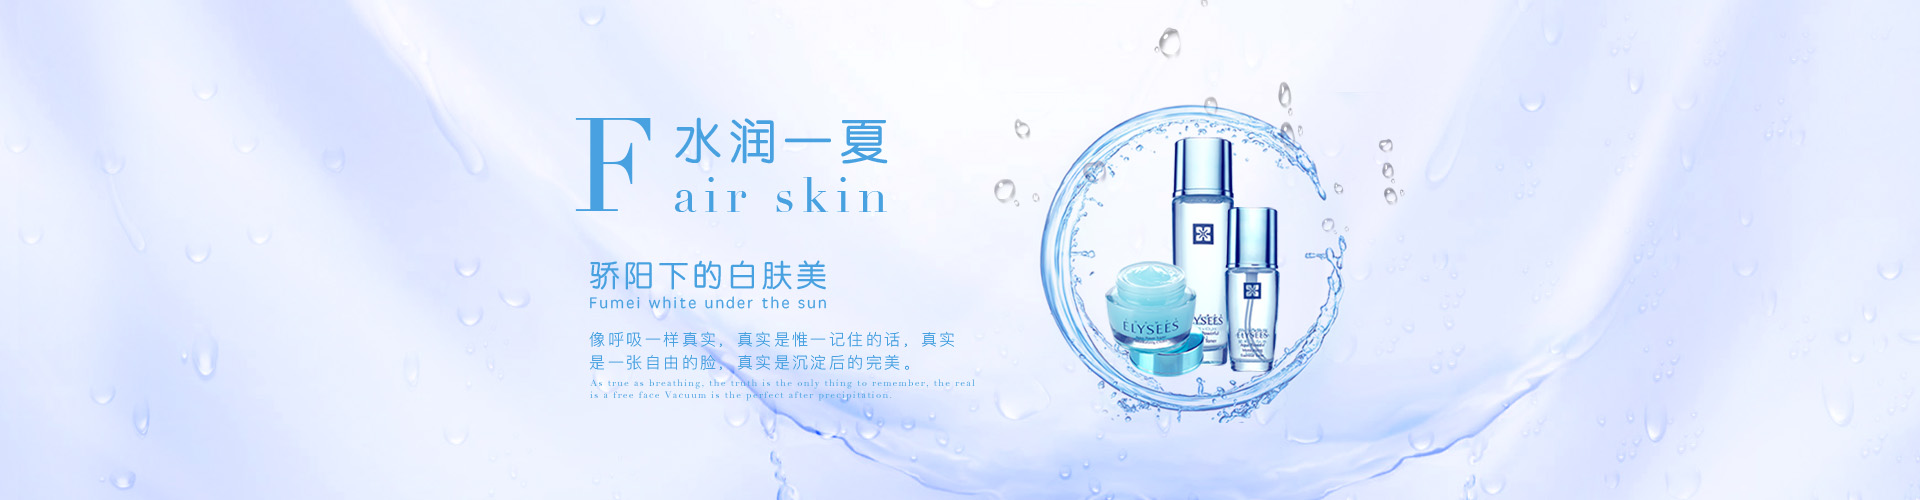 水润一夏
Fair skin
骄阳下的白肤美
Fumei white under the sun
像呼吸一样真实，真实是惟一记住的话，真实
是一张自由的脸，真实是沉淀后的完美。
As true as breathing, the truth is the only thing to remember, the real
is a free face Vacuum is the perfect after precipitation.
ELYSEES
YSEES
ELYSEES